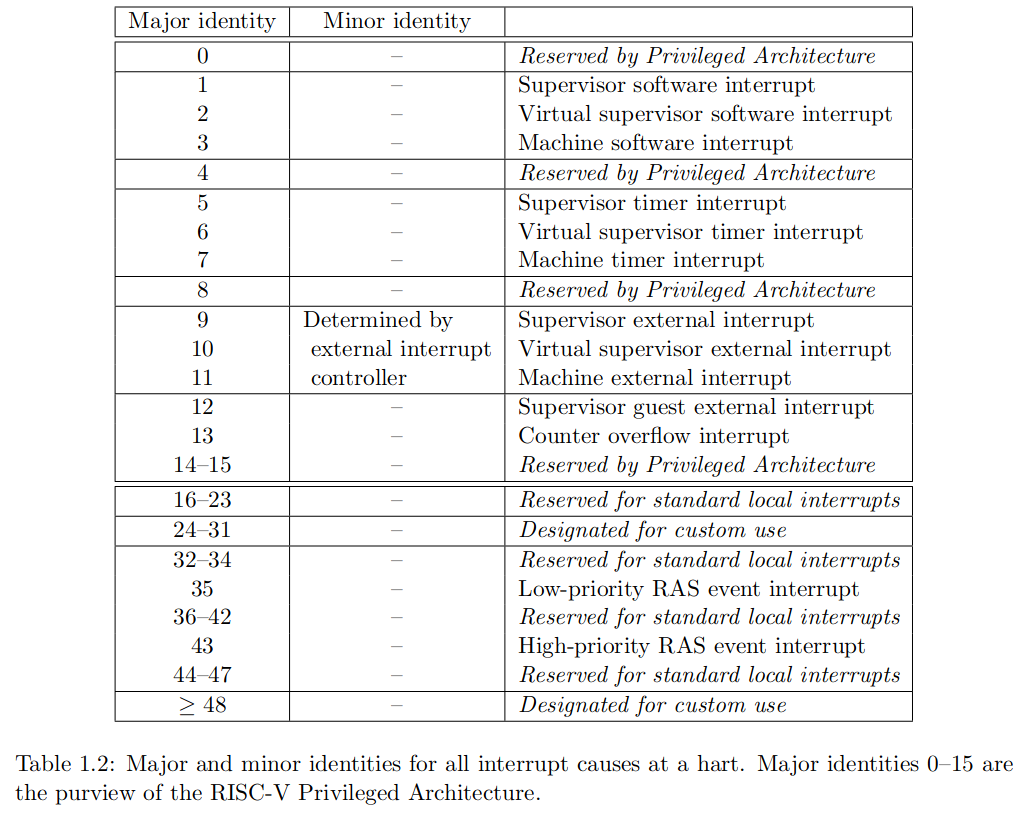 Major identity Minor identity
0 – Reserved by Privileged Architecture
1 – Supervisor software interrupt
2 – Virtual supervisor software interrupt
3 – Machine software interrupt
4 – Reserved by Privileged Architecture
5 – Supervisor timer interrupt
6 – Virtual supervisor timer interrupt
7 – Machine timer interrupt
8 – Reserved by Privileged Architecture
9 Determined by Supervisor external interrupt
10 external interrupt Virtual supervisor external interrupt
11 controller Machine external interrupt
12 – Supervisor guest external interrupt
13 – Counter overflow interrupt
14–15 – Reserved by Privileged Architecture
16–23 – Reserved for standard local interrupts
24–31 – Designated for custom use
32–34 – Reserved for standard local interrupts
35 – Low-priority RAS event interrupt
36–42 – Reserved for standard local interrupts
43 – High-priority RAS event interrupt
44–47 – Reserved for standard local interrupts
≥ 48 – Designated for custom use
Table 1.2: Major and minor identities for all interrupt causes at a hart. Major identities 0–15 are
the purview of the RISC-V Privileged Architecture.